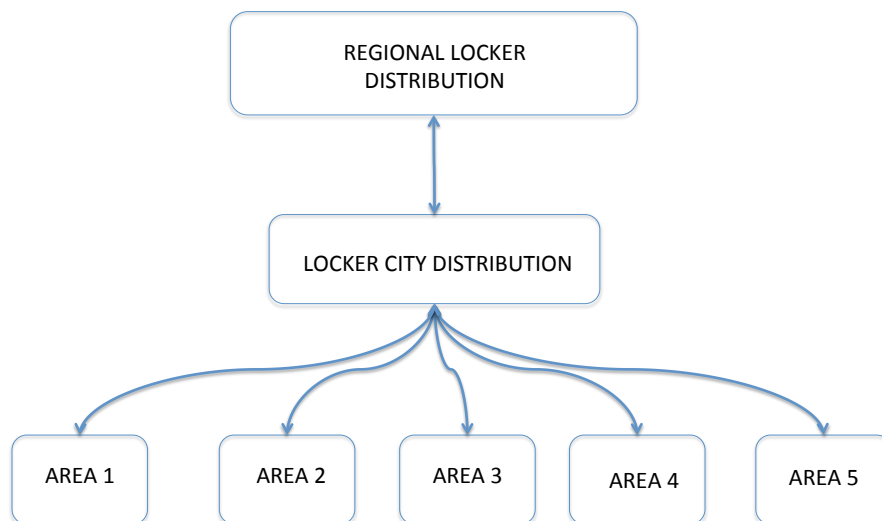 REGIONAL LOCKER
DISTRIBUTION
LOCKER CITY DISTRIBUTION
AREA 1
AREA 2
AREA 3
AREA 4
AREA 5